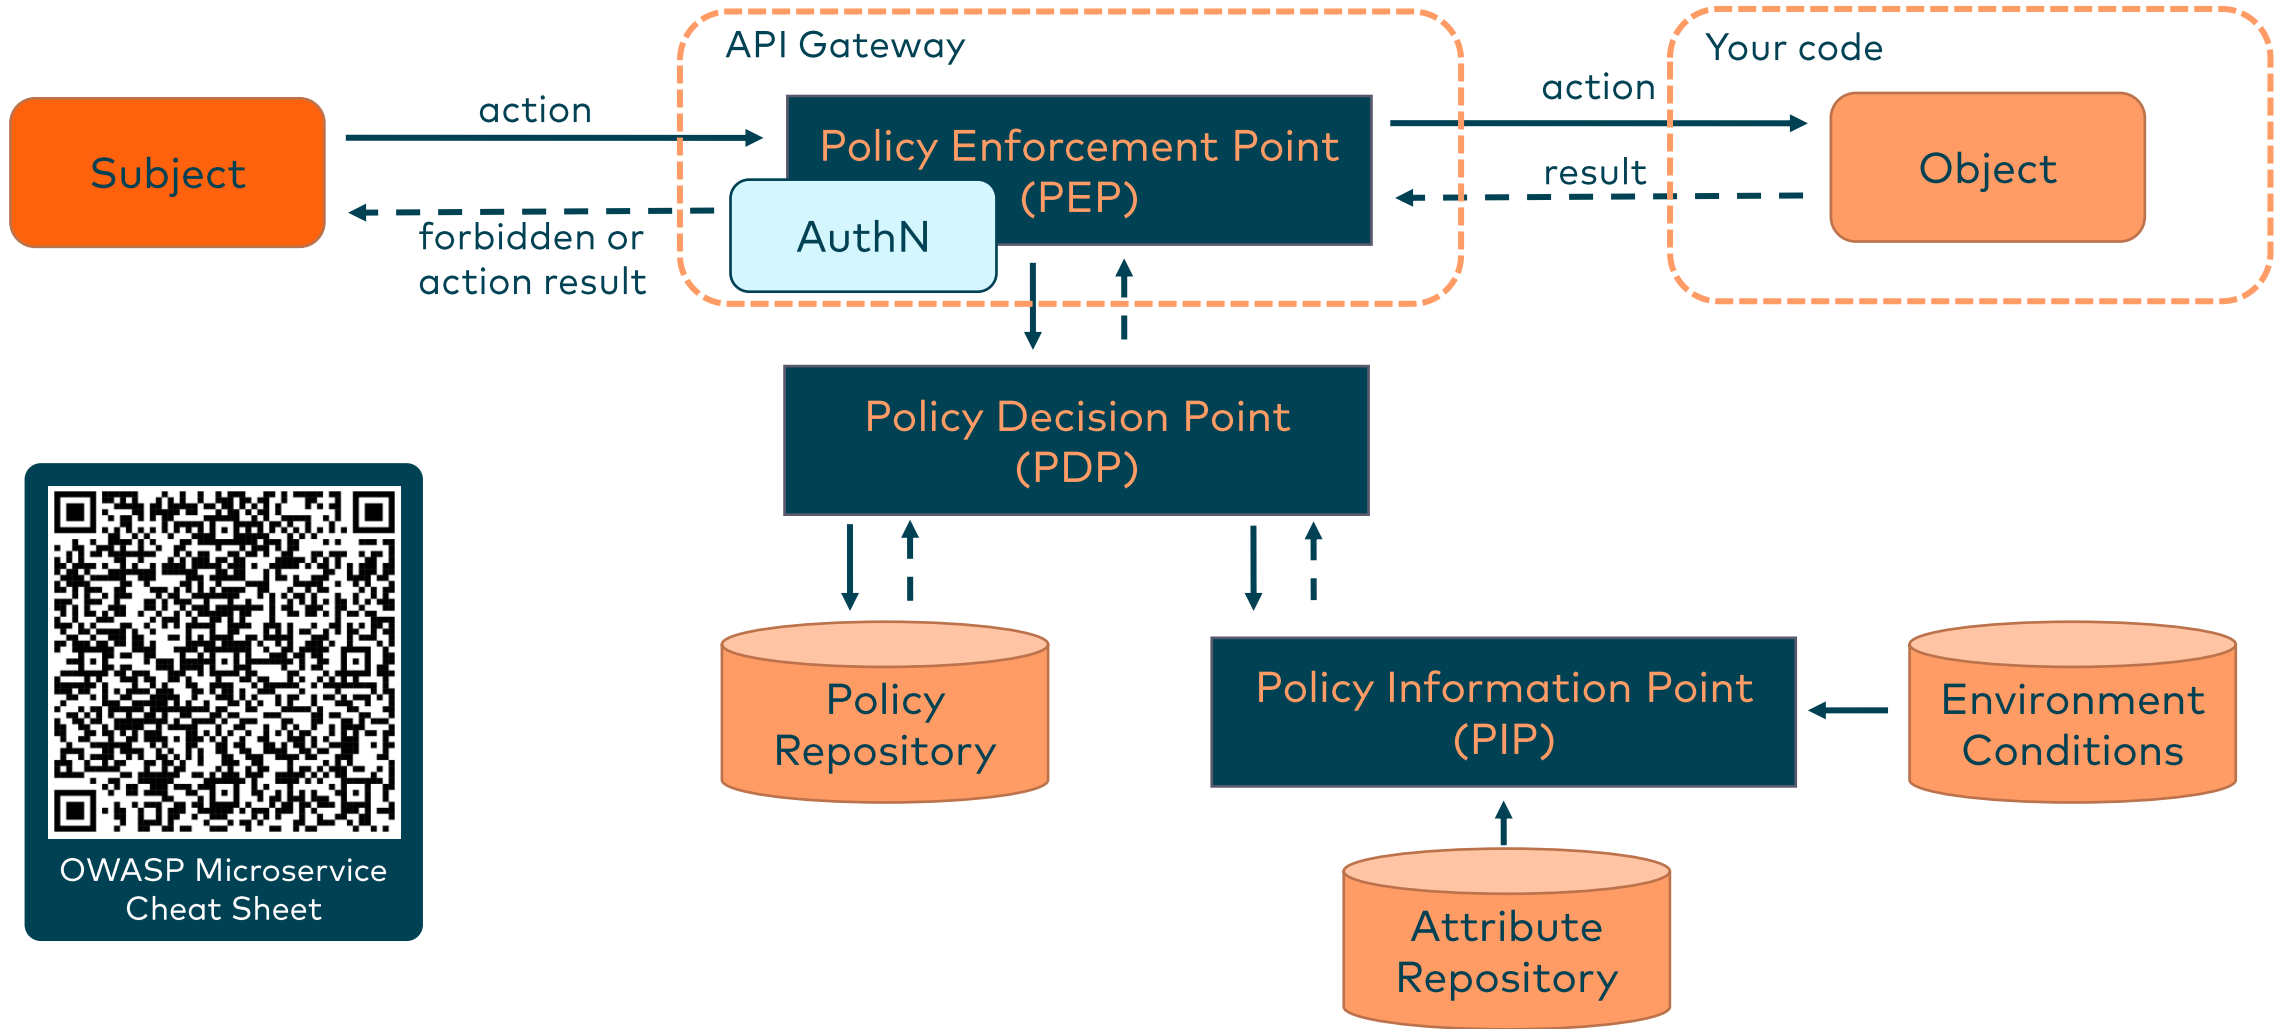 API Gateway
Your code
Subject
action
Policy Enforcement Point
(PEP)
AuthN
forbidden or
action result
action
result
Object
Policy Decision Point
(PDP)
Policy
Repository
Policy Information Point
(PIP)
Environment
Conditions
Attribute
Repository
OWASP Microservice
Cheat Sheet